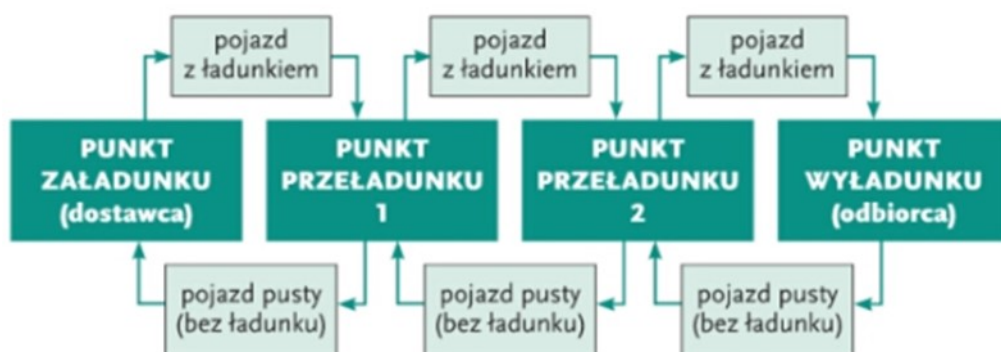 pojazd
z ładunkiem
pojazd
z ładunkiem
pojazd
z ładunkiem
PUNKT
ZAŁADUNKU
(dostawca)
PUNKT
PRZEŁADUNKU
1
PUNKT
PRZEŁADUNKU
2
PUNKT
WYŁADUNKU
(odbiorca)
pojazd pusty
(bez ładunku)
pojazd pusty
(bez ładunku)
pojazd pusty
(bez ładunku)